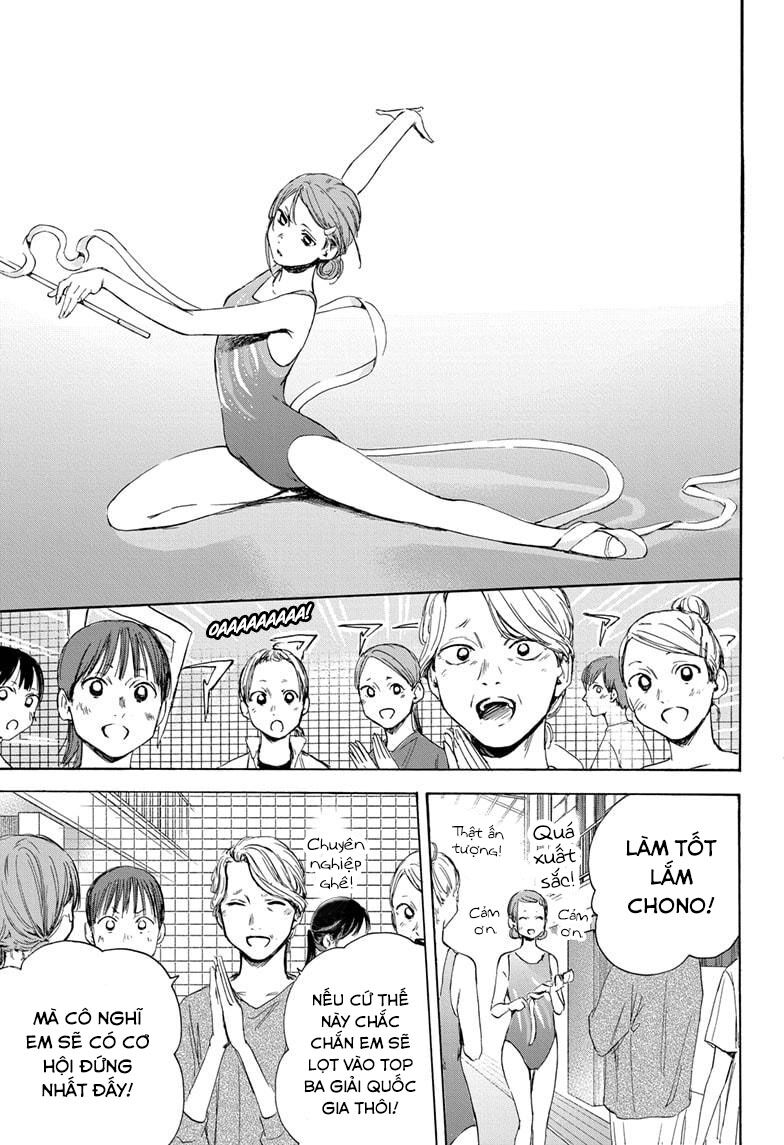 OAAAAAAAAA!
LÀM TỐT
LẮM
CHONO!
Quá
xuất
sắc!
Thật ấn
tượng!
Cảm
ơn
Cảm
ơn
Chuyên
nghiệp
ghê!
NẾU CỨ THẾ
NÀY CHẮC
CHẮN EM SẼ
LỌT VÀO TOP
BA GIẢI QUỐC
GIA THÔI!
MÀ CÔ NGHĨ
EM SẼ CÓ CƠ
HỘI ĐỨNG
NHẤT ĐẤY!